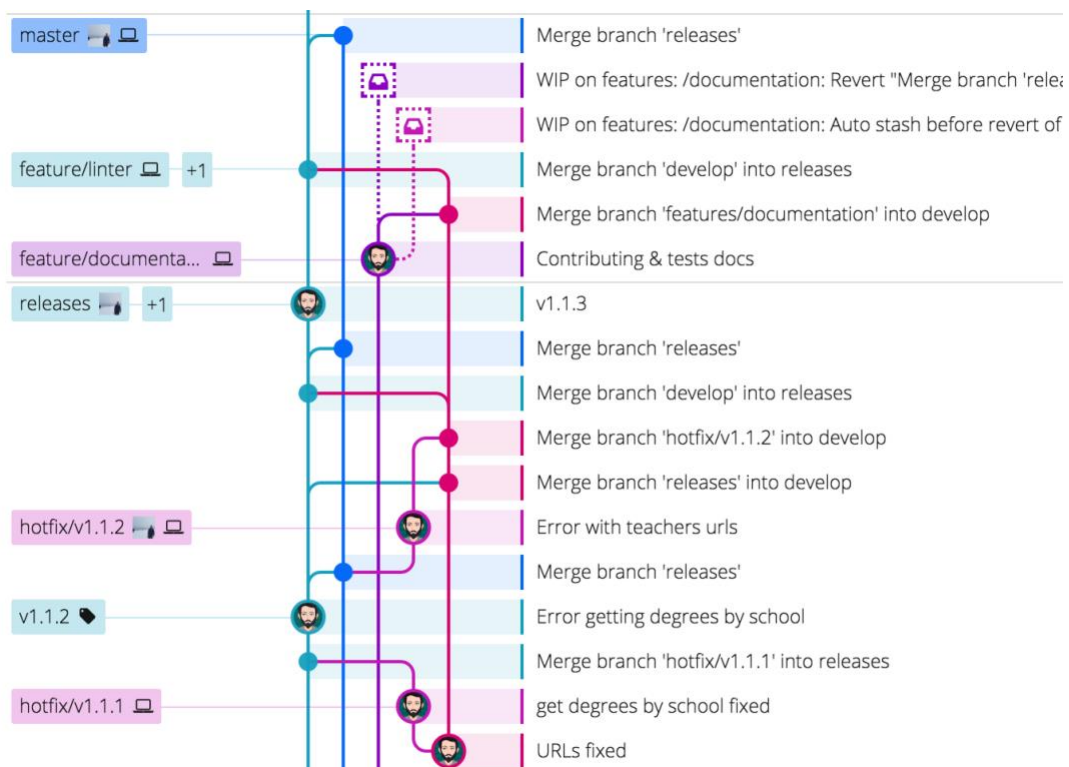 master Merge branch 'releases'
WIP on features: /documentation: Revert "Merge branch 'rele
WIP on features: /documentation: Auto stash before revert of
feature/linter +1 Merge branch 'develop' into releases
Merge branch 'features/documentation' into develop
feature/documenta... Contributing & tests docs
releases +1 v1.1.3
Merge branch 'releases'
Merge branch 'develop' into releases
Merge branch 'hotfix/v1.1.2' into develop
Merge branch 'releases' into develop
hotfix/v1.1.2 Error with teachers urls
Merge branch 'releases'
v1.1.2 Error getting degrees by school
Merge branch 'hotfix/v1.1.1' into releases
hotfix/v1.1.1 get degrees by school fixed
URLs fixed